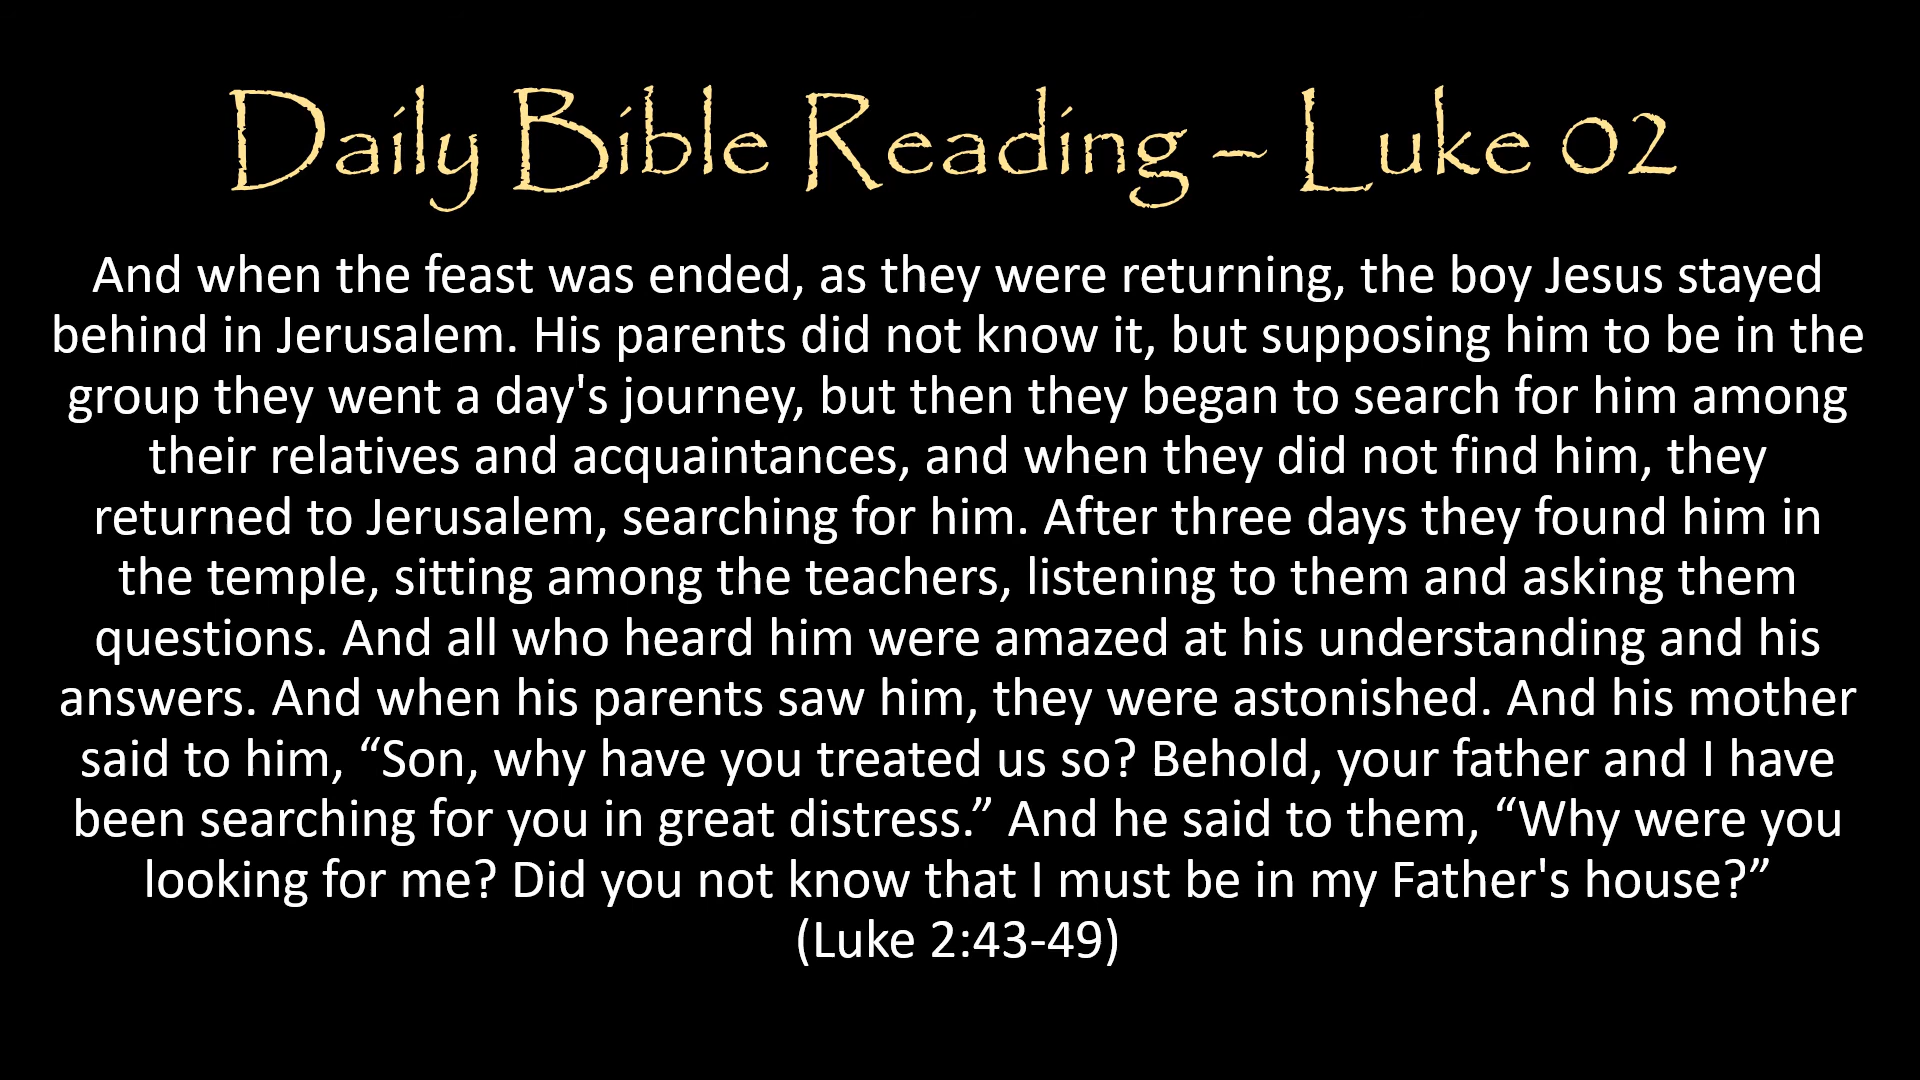 Daily Bible Reading – Luke 02
And when the feast was ended, as they were returning, the boy Jesus stayed
behind in Jerusalem. His parents did not know it, but supposing him to be in the
group they went a day's journey, but then they began to search for him among
their relatives and acquaintances, and when they did not find him, they
returned to Jerusalem, searching for him. After three days they found him in
the temple, sitting among the teachers, listening to them and asking them
questions. And all who heard him were amazed at his understanding and his
answers. And when his parents saw him, they were astonished. And his mother
said to him, “Son, why have you treated us so? Behold, your father and I have
been searching for you in great distress.” And he said to them, “Why were you
looking for me? Did you not know that I must be in my Father's house?”
(Luke 2:43-49)